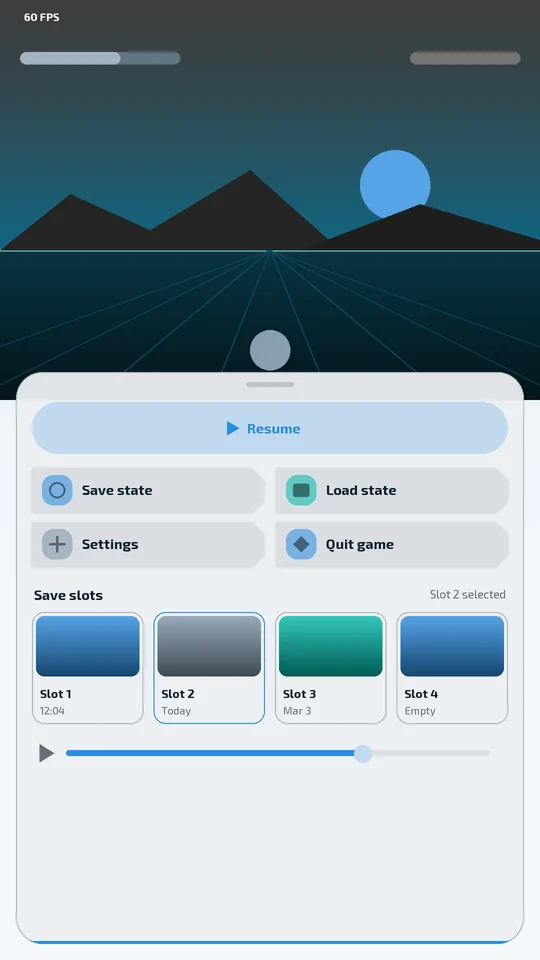 60 FPS
Resume
Save state
Load state
Settings
Quit game
Save slots
Slot 2 selected
Slot 1
12:04
Slot 2
Today
Slot 3
Mar 3
Slot 4
Empty